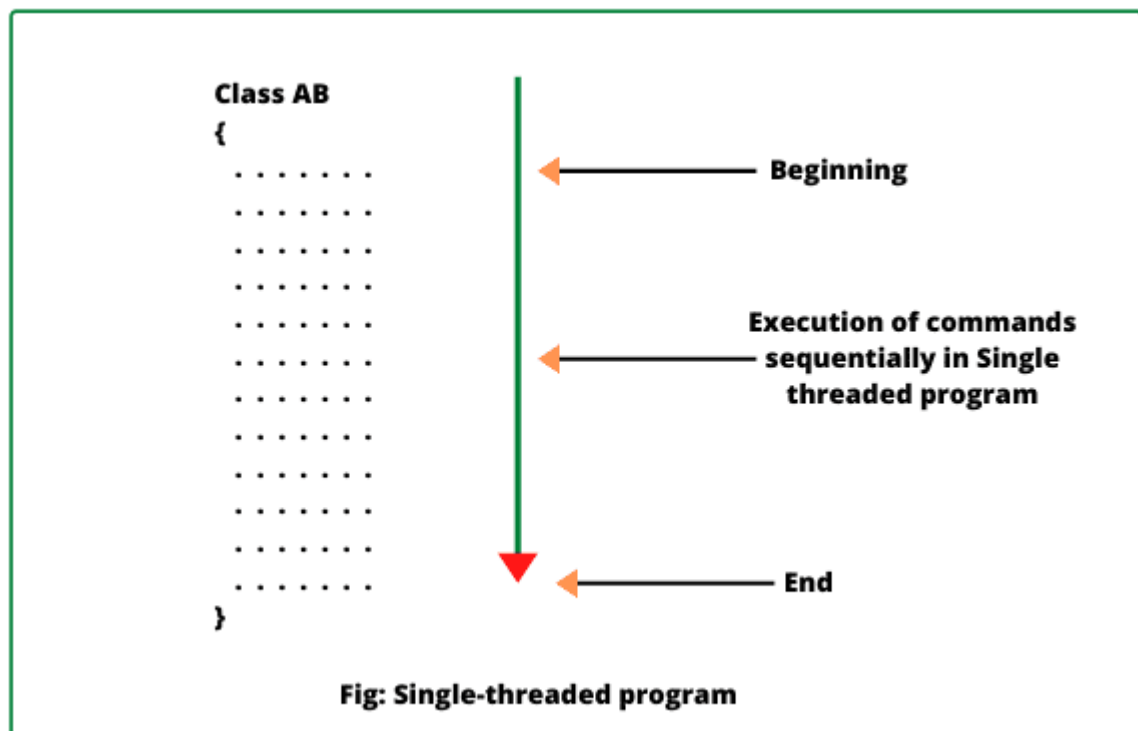 Class AB
{
. . . . . . .
. . . . . . .
. . . . . . .
. . . . . . .
. . . . . . .
. . . . . . .
. . . . . . .
. . . . . . .
. . . . . . .
. . . . . . .
. . . . . . .
. . . . . . .
}
Beginning
Execution of commands
sequentially in Single
threaded program
End
Fig: Single-threaded program